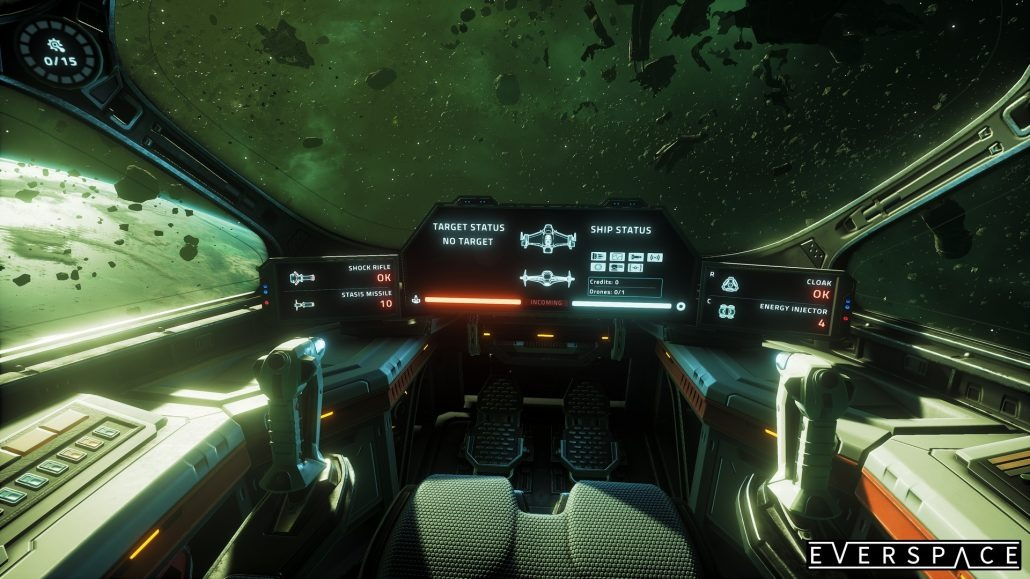 0/15
TARGET STATUS
NO TARGET
SHIP STATUS
Credits: 0
Drones: 0/1
INCOMING
SHOCK RIFLE
OK
STASIS MISSILE
10
R
CLOAK
OK
C
ENERGY INJECTOR
4
EVERSPACE